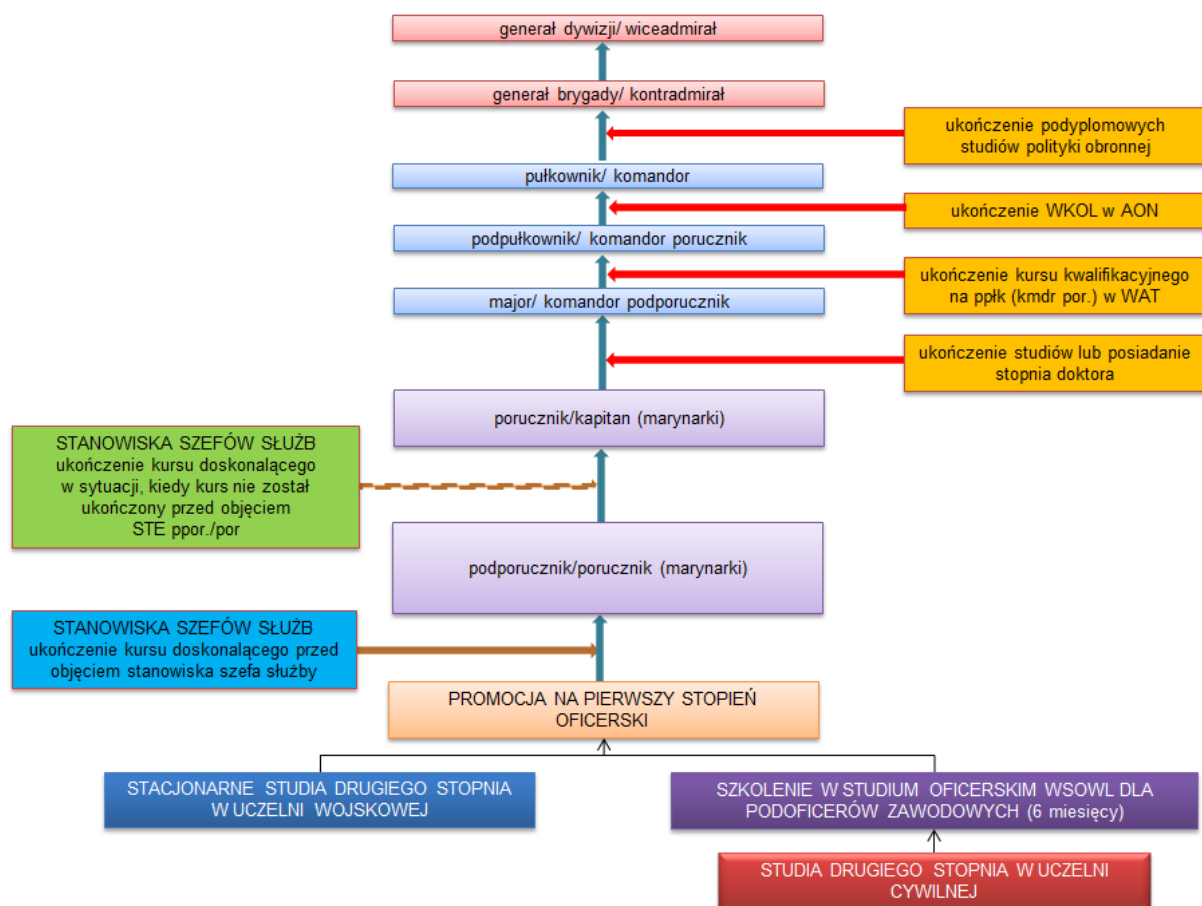 generał dywizji/ wiceadmirał
generał brygady/ kontradmirał
ukończenie podyplomowych
studiów polityki obronnej
pułkownik/ komandor
ukończenie WKOL w AON
podpułkownik/ komandor porucznik
ukończenie kursu kwalifikacyjnego
na ppłk (kmdr por.) w WAT
major/ komandor podporucznik
ukończenie studiów lub posiadanie
stopnia doktora
porucznik/kapitan (marynarki)
STANOWISKA SZEFÓW SŁUŻB
ukończenie kursu doskonalącego
w sytuacji, kiedy kurs nie został
ukończony przed objęciem
STE ppor./por
podporucznik/porucznik (marynarki)
STANOWISKA SZEFÓW SŁUŻB
ukończenie kursu doskonalącego przed
objęciem stanowiska szefa służby
PROMOCJA NA PIERWSZY STOPIEŃ
OFICERSKI
STACJONARNE STUDIA DRUGIEGO STOPNIA
W UCZELNI WOJSKOWEJ
SZKOLENIE W STUDIUM OFICERSKIM WSOWL DLA
PODOFICERÓW ZAWODOWYCH (6 miesięcy)
STUDIA DRUGIEGO STOPNIA W UCZELNI
CYWILNEJ